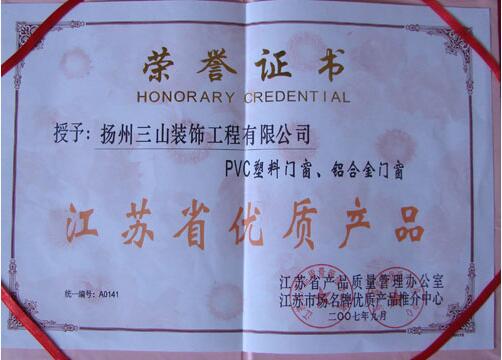 荣誉证书
HONORARY CREDENTIAL
授予：扬州三山装饰工程有限公司
PVC塑料门窗、铝合金门窗
江苏省优质产品
江苏省产品质量管理办公室
江苏市场名牌优质产品推介中心
二〇〇七年九月
统一编号：A0141